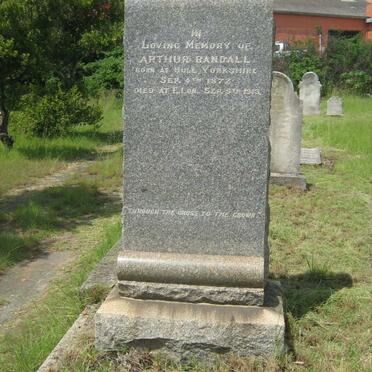 IN
LOVING MEMORY OF
ARTHUR RANDALL
BORN AT HULL, YORKSHIRE
SEP. 4TH 1872.
DIED AT E.LON. SEP. 5TH 1913.
"THROUGH THE CROSS TO THE CROWN."